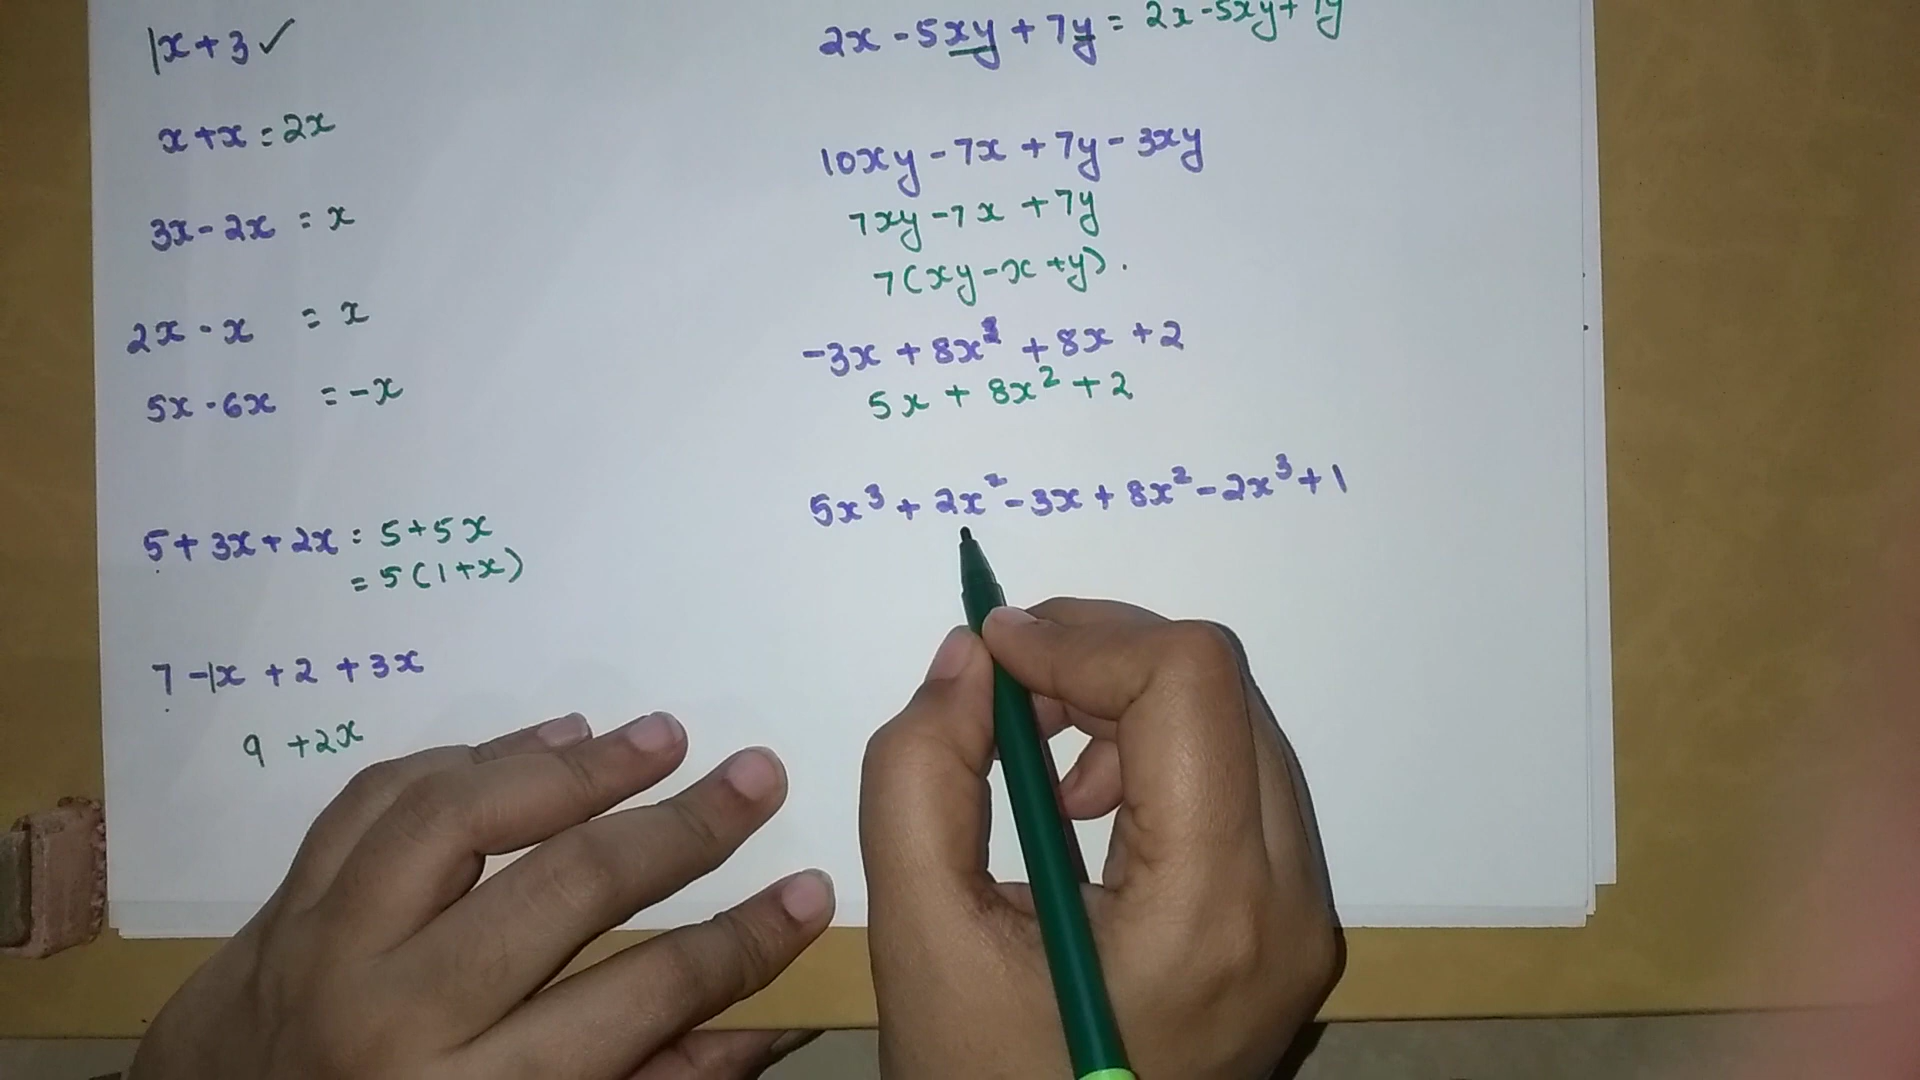 1x + 3 ✓
x + x = 2x
3x - 2x = x
2x - x = x
5x - 6x = -x
5 + 3x + 2x = 5 + 5x
= 5(1+x)
7 - 1x + 2 + 3x
9 + 2x
2x - 5xy + 7y = 2x - 5xy + 7y
10xy - 7x + 7y - 3xy
7xy - 7x + 7y
7(xy - x + y).
-3x + 8x² + 8x + 2
5x + 8x² + 2
5x³ + 2x² - 3x + 8x² - 2x³ + 1